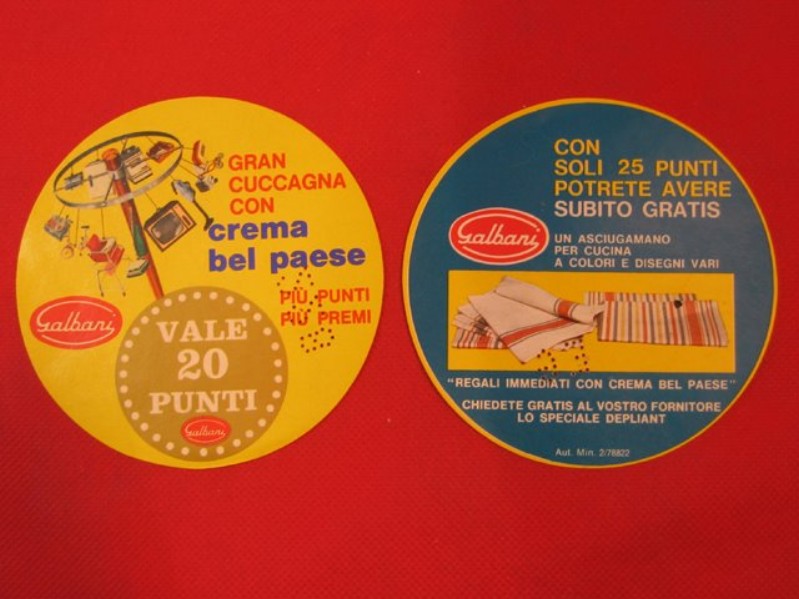 GRAN
CUCCAGNA
CON
crema
bel paese
PIÙ PUNTI
PIÙ PREMI
Galbani
VALE
20
PUNTI
Galbani
CON
SOLI 25 PUNTI
POTRETE AVERE
SUBITO GRATIS
Galbani
UN ASCIUGAMANO
PER CUCINA
A COLORI E DISEGNI VARI
"REGALI IMMEDIATI CON CREMA BEL PAESE"
CHIEDETE GRATIS AL VOSTRO FORNITORE
LO SPECIALE DEPLIANT
Aut. Min. 2/76822